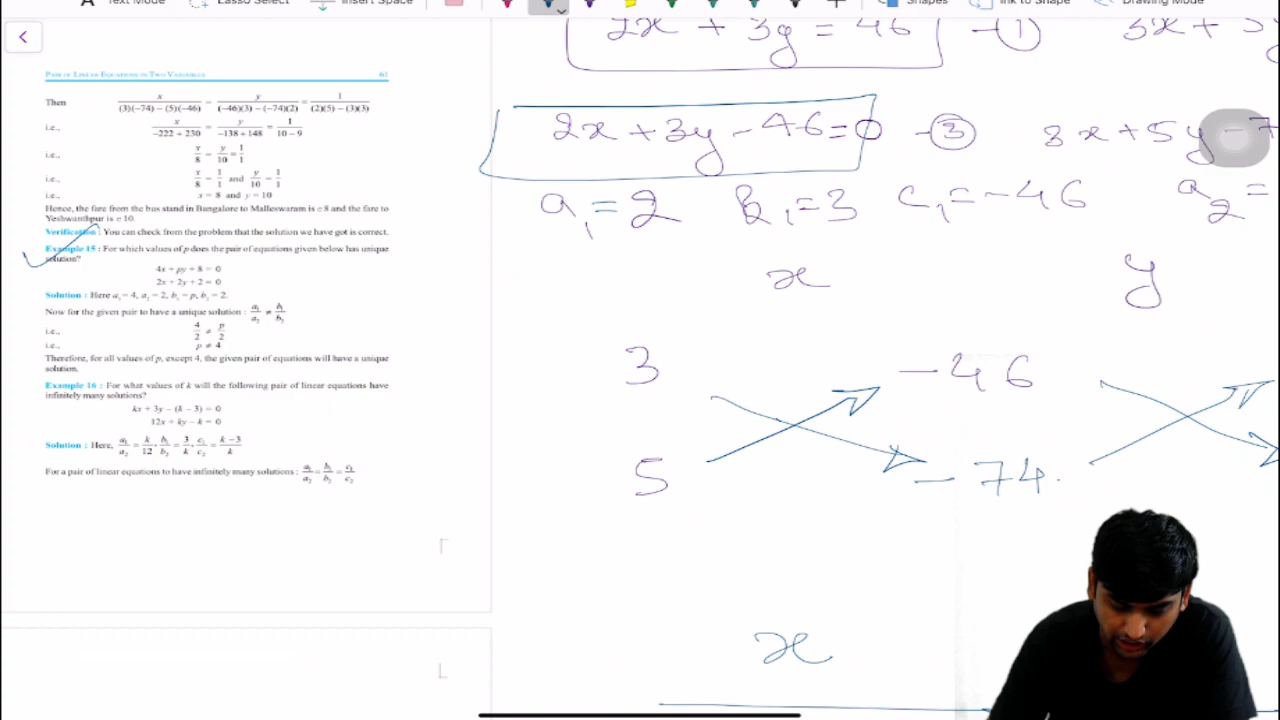 Text Mode Lasso Select Insert Space Shapes Ink to Shape Drawing Mode
PAIR OF LINEAR EQUATIONS IN TWO VARIABLES 61
Then x/((3)(−74) − (5)(−46)) = y/((−46)(3) − (−74)(2)) = 1/((2)(5) − (3)(3))
i.e., x/(−222 + 230) = y/(−138 + 148) = 1/(10 − 9)
i.e., x/8 = y/10 = 1/1
i.e., x/8 = 1/1 and y/10 = 1/1
i.e., x = 8 and y = 10
Hence, the fare from the bus stand in Bangalore to Malleswaram is 8 and the fare to
Yeshwanthpur is 10.
Verification : You can check from the problem that the solution we have got is correct.
Example 15 : For which values of p does the pair of equations given below has unique
solution?
4x + py + 8 = 0
2x + 2y + 2 = 0
Solution : Here a₁ = 4, a₂ = 2, b₁ = p, b₂ = 2.
Now for the given pair to have a unique solution : a₁/a₂ ≠ b₁/b₂
i.e., 4/2 ≠ p/2
i.e., p ≠ 4
Therefore, for all values of p, except 4, the given pair of equations will have a unique
solution.
Example 16 : For what values of k will the following pair of linear equations have
infinitely many solutions?
kx + 3y − (k − 3) = 0
12x + ky − k = 0
Solution : Here, a₁/a₂ = k/12, b₁/b₂ = 3/k, c₁/c₂ = (k − 3)/k
For a pair of linear equations to have infinitely many solutions : a₁/a₂ = b₁/b₂ = c₁/c₂
2x + 3y = 46 – ① 3x + 5y
2x + 3y – 46 = 0 – ③ 3x + 5y – 7
a₁ = 2 b₁ = 3 c₁ = – 46 a₂ =
x y
3 – 46
5 – 74.
x